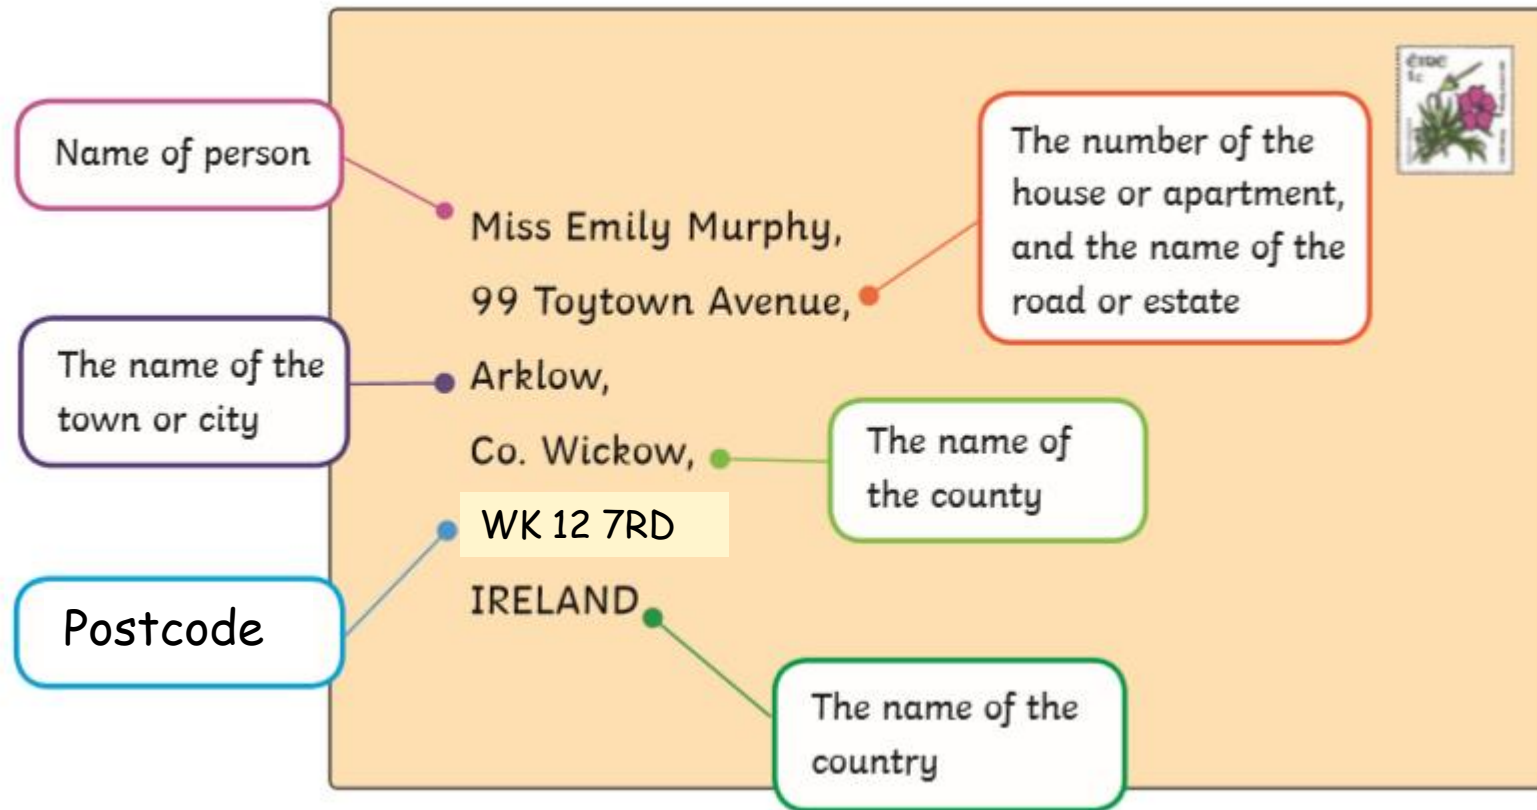 Name of person
Miss Emily Murphy,
99 Toytown Avenue,
The number of the
house or apartment,
and the name of the
road or estate
The name of the
town or city
Arklow,
Co. Wickow,
The name of
the county
WK 12 7RD
Postcode
IRELAND
The name of the
country
éIRe
1c